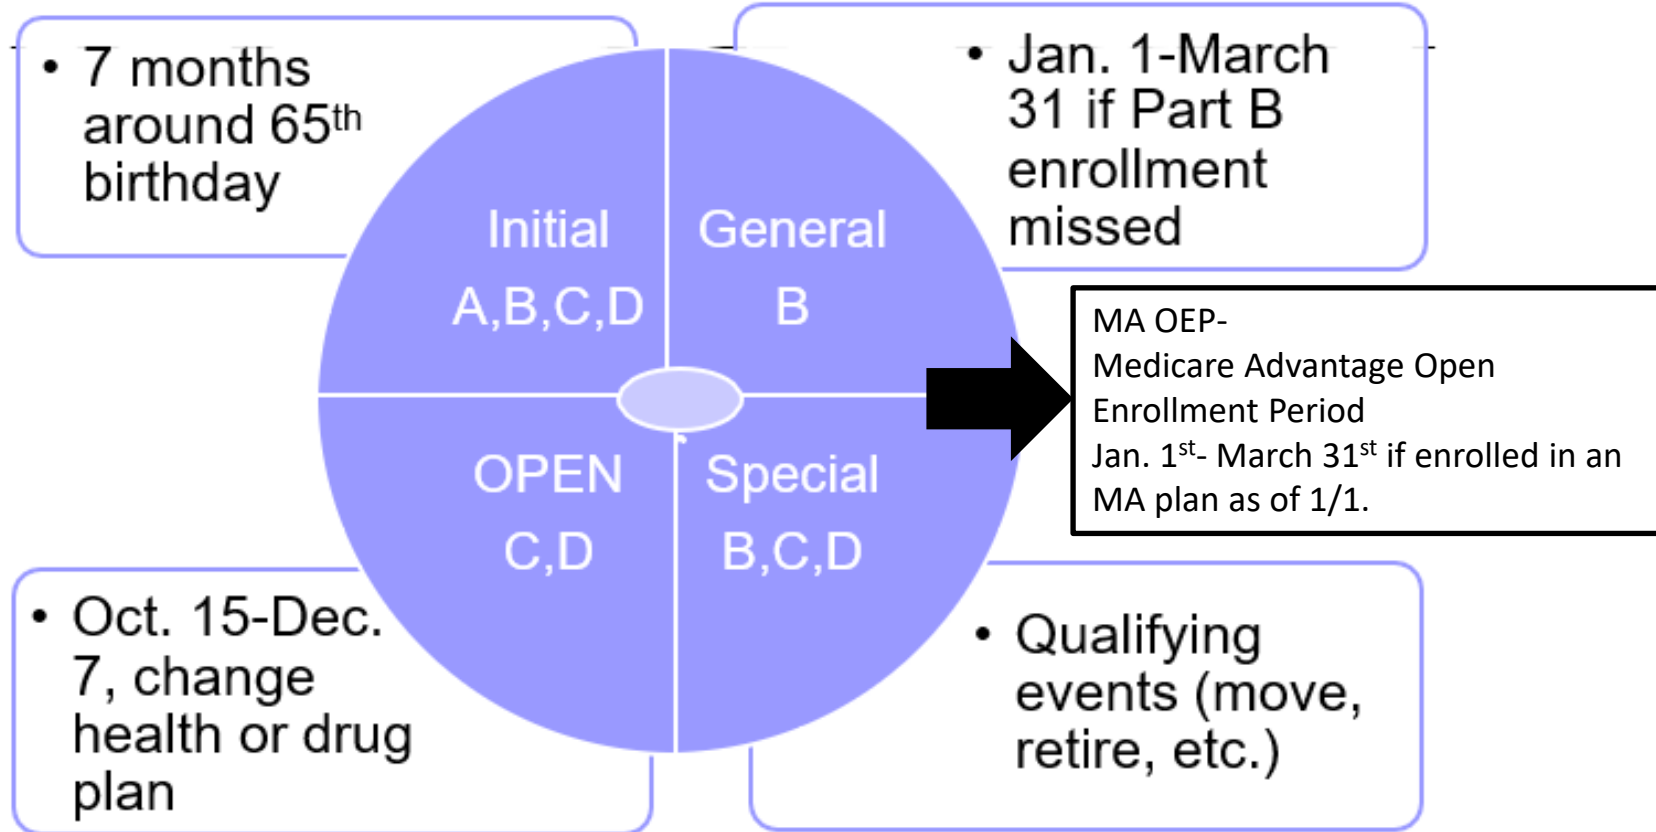 • 7 months
around 65th
birthday
• Jan. 1-March
31 if Part B
enrollment
missed
Initial
A,B,C,D
General
B
MA OEP-
Medicare Advantage Open
Enrollment Period
Jan. 1st- March 31st if enrolled in an
MA plan as of 1/1.
OPEN
C,D
Special
B,C,D
• Oct. 15-Dec.
7, change
health or drug
plan
• Qualifying
events (move,
retire, etc.)